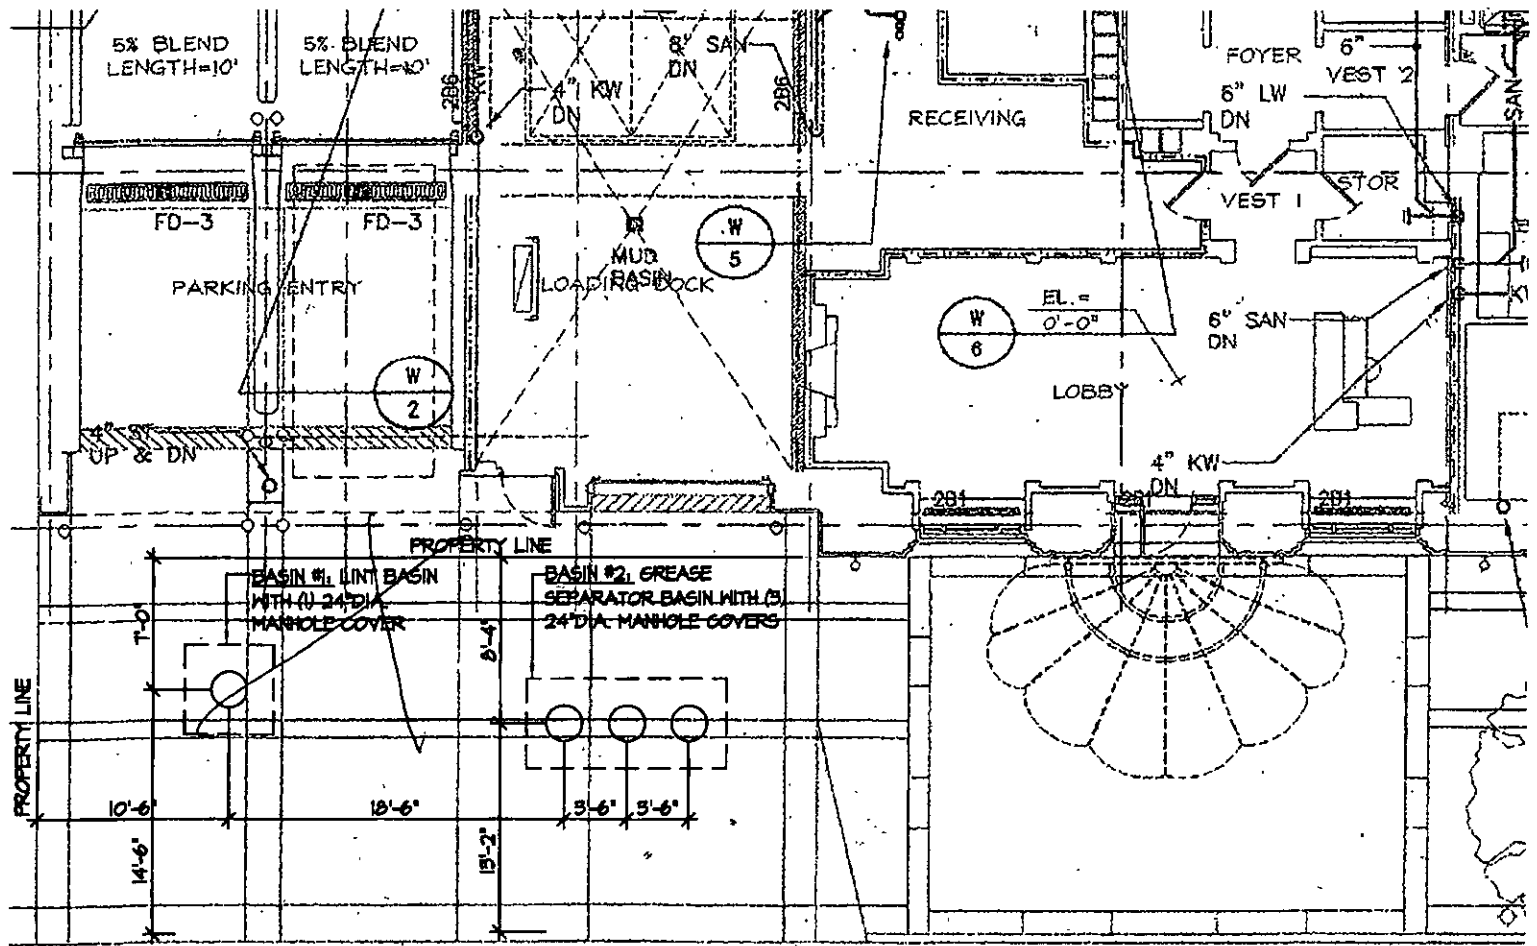 5% BLEND
LENGTH=10'
5% BLEND
LENGTH=10'
2B6
KW
4" KW
DN
8" SAN
DN
2B6
RECEIVING
FOYER
6"
VEST 2
6" LW
DN
SAN
VEST 1
STOR
FD-3
FD-3
W
5
MUD
BASIN
PARKING ENTRY
LOADING DOCK
W
6
EL. =
0'-0"
6" SAN
DN
W
2
LOBBY
UP & DN
4" KW
DN
2B1
2B1
PROPERTY LINE
BASIN #1, LINT BASIN
WITH (1) 24"DIA.
MANHOLE COVER
BASIN #2, GREASE
SEPARATOR BASIN WITH (3)
24"DIA. MANHOLE COVERS
7'-0"
8'-4"
PROPERTY LINE
10'-6"
18'-6"
3'-6"
3'-6"
14'-6"
13'-2"